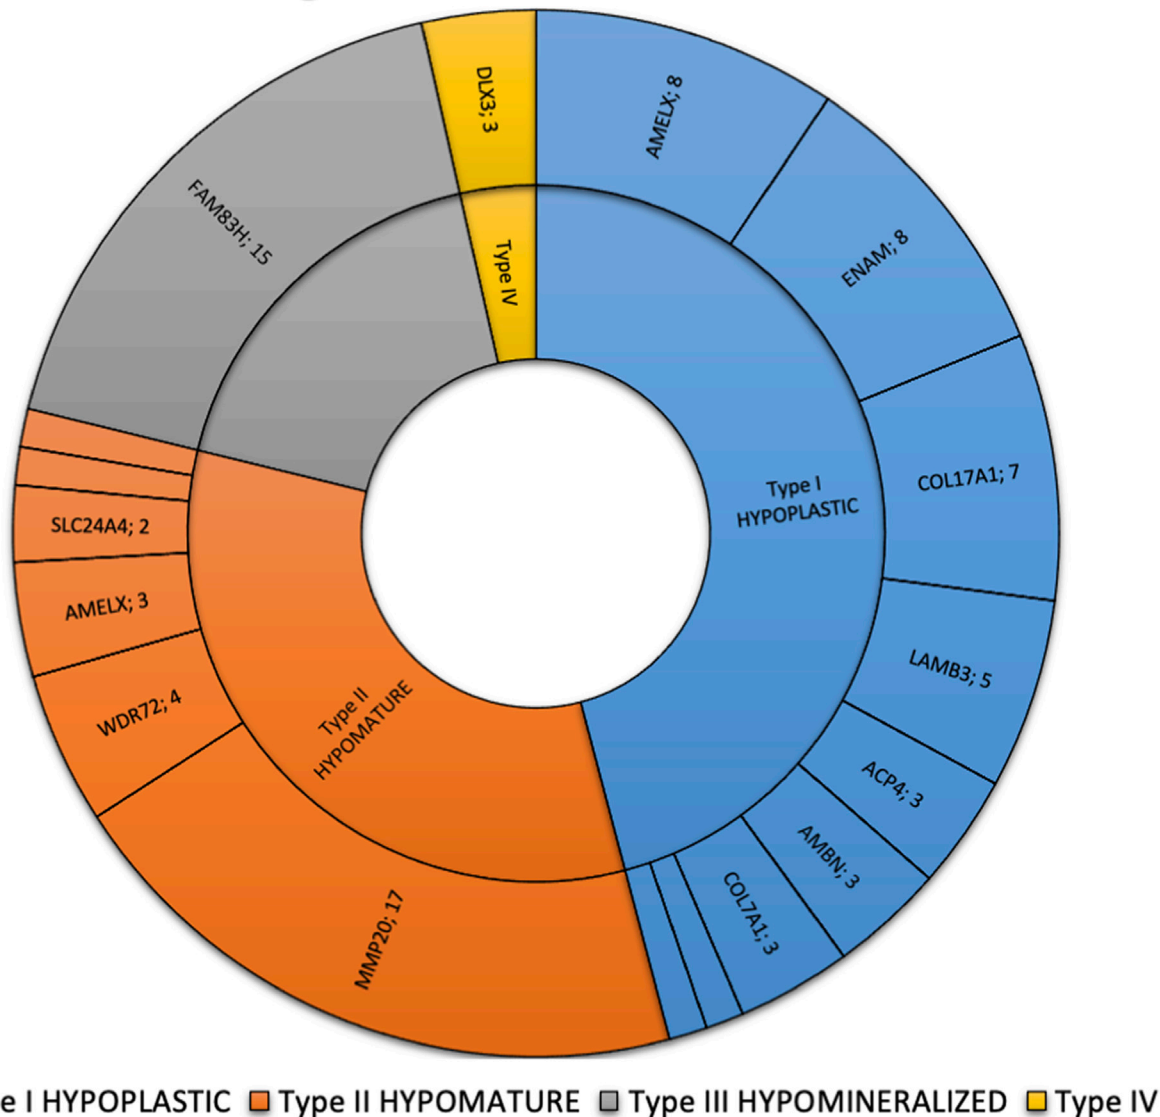 DLX3; 3
AMELX; 8
ENAM; 8
COL17A1; 7
LAMB3; 5
ACP4; 3
AMBN; 3
COL7A1; 3
MMP20; 17
WDR72; 4
AMELX; 3
SLC24A4; 2
FAM83H; 15
Type IV
Type I
HYPOPLASTIC
Type II
HYPOMATURE
e I HYPOPLASTIC Type II HYPOMATURE Type III HYPOMINERALIZED Type IV